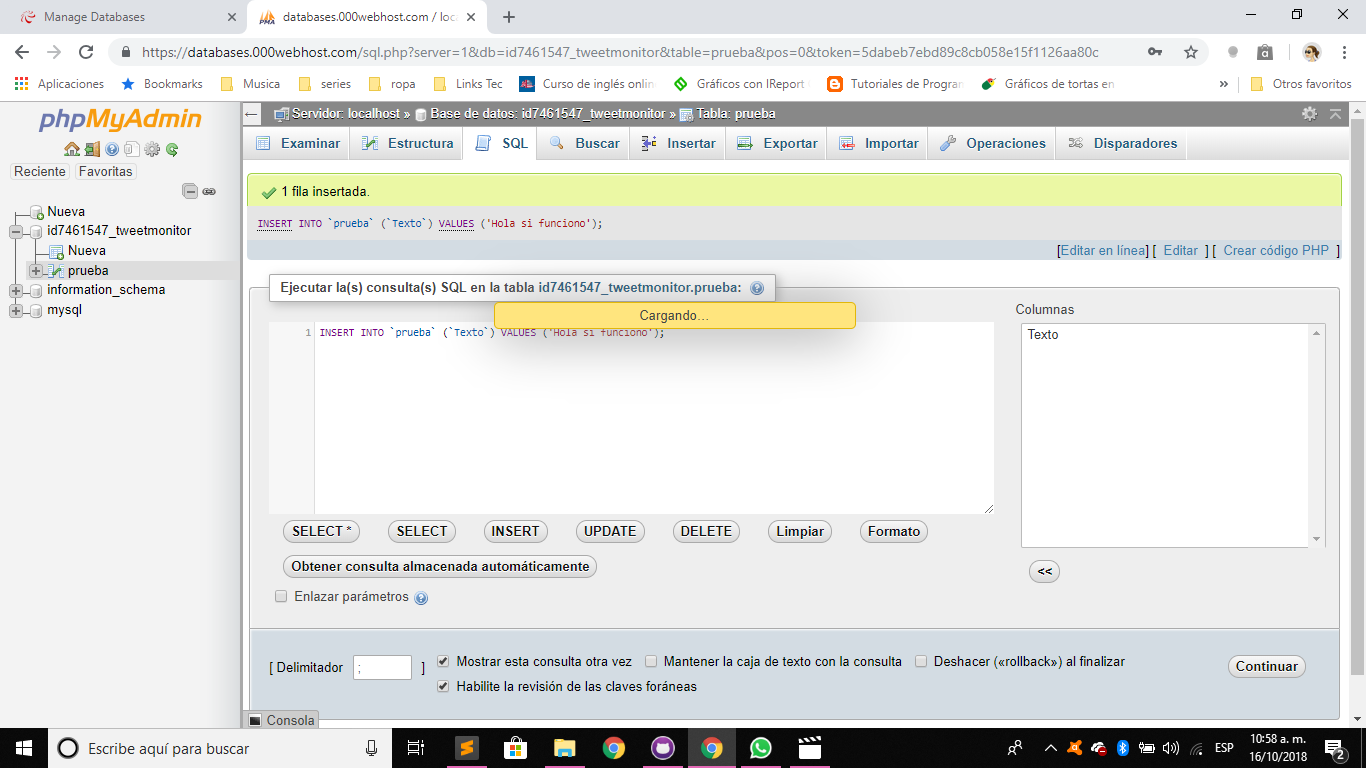 Manage Databases
databases.000webhost.com / loca
https://databases.000webhost.com/sql.php?server=1&db=id7461547_tweetmonitor&table=prueba&pos=0&token=5dabeb7ebd89c8cb058e15f1126aa80c
Aplicaciones Bookmarks Musica series ropa Links Tec Curso de inglés onlin Gráficos con IReport Tutoriales de Program Gráficos de tortas en » Otros favoritos
phpMyAdmin
Reciente Favoritas
Nueva
id7461547_tweetmonitor
Nueva
prueba
information_schema
mysql
Servidor: localhost » Base de datos: id7461547_tweetmonitor » Tabla: prueba
Examinar Estructura SQL Buscar Insertar Exportar Importar Operaciones Disparadores
1 fila insertada.
INSERT INTO `prueba` (`Texto`) VALUES ('Hola si funciono');
[Editar en línea] [ Editar ] [ Crear código PHP ]
Ejecutar la(s) consulta(s) SQL en la tabla id7461547_tweetmonitor.prueba:
Cargando...
Columnas
1 INSERT INTO `prueba` (`Texto`) VALUES ('Hola si funciono');
Texto
SELECT * SELECT INSERT UPDATE DELETE Limpiar Formato
Obtener consulta almacenada automáticamente
<<
Enlazar parámetros
[ Delimitador ; ] Mostrar esta consulta otra vez Mantener la caja de texto con la consulta Deshacer («rollback») al finalizar
Habilite la revisión de las claves foráneas
Continuar
Consola
Escribe aquí para buscar
ESP
10:58 a. m.
16/10/2018
2